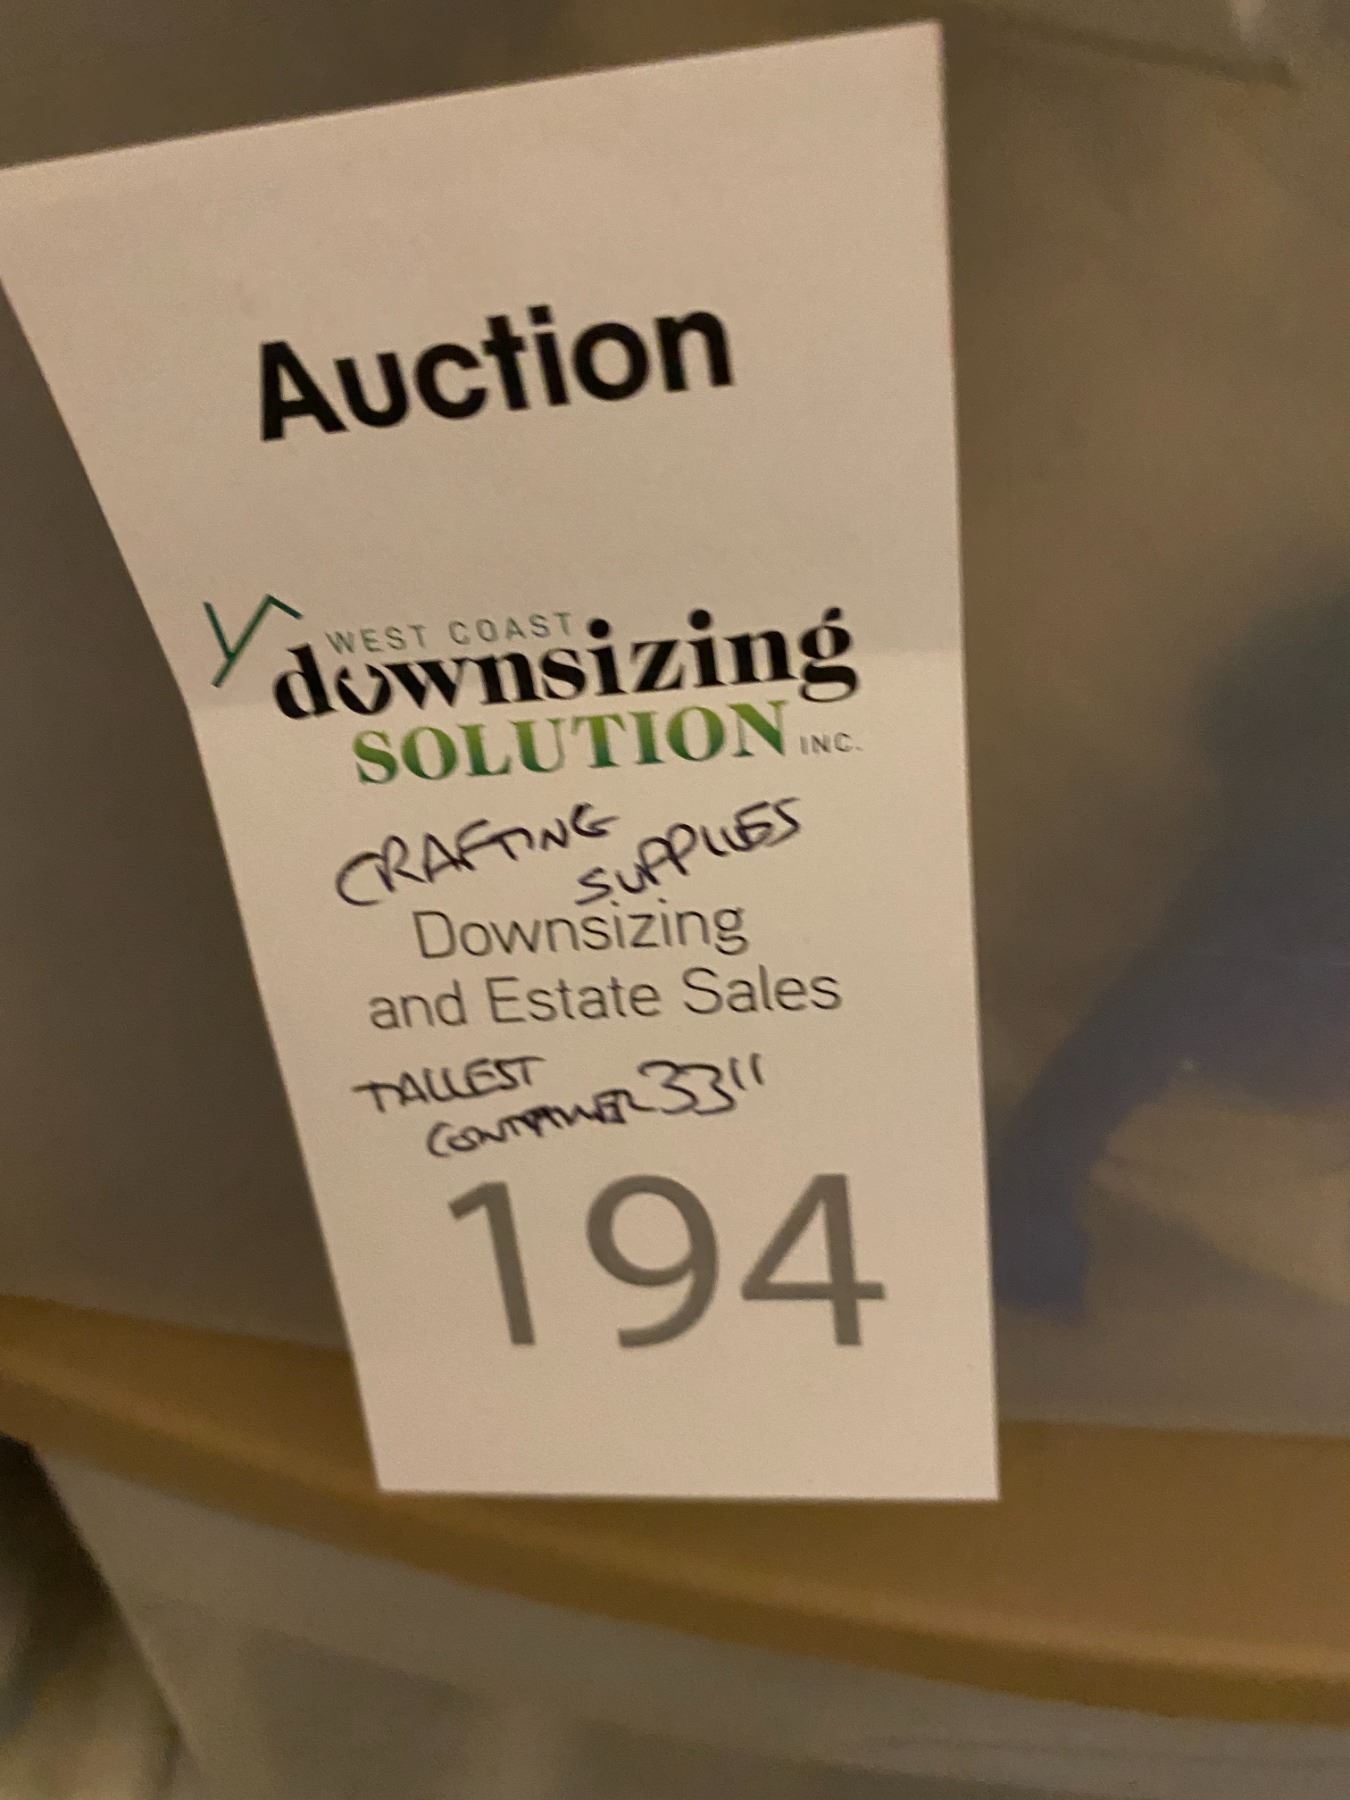 Auction
WEST COAST
downsizing
SOLUTION INC.
CRAFTING
SUPPLIES
Downsizing
and Estate Sales
TALLEST
CONTAINER 33"
194